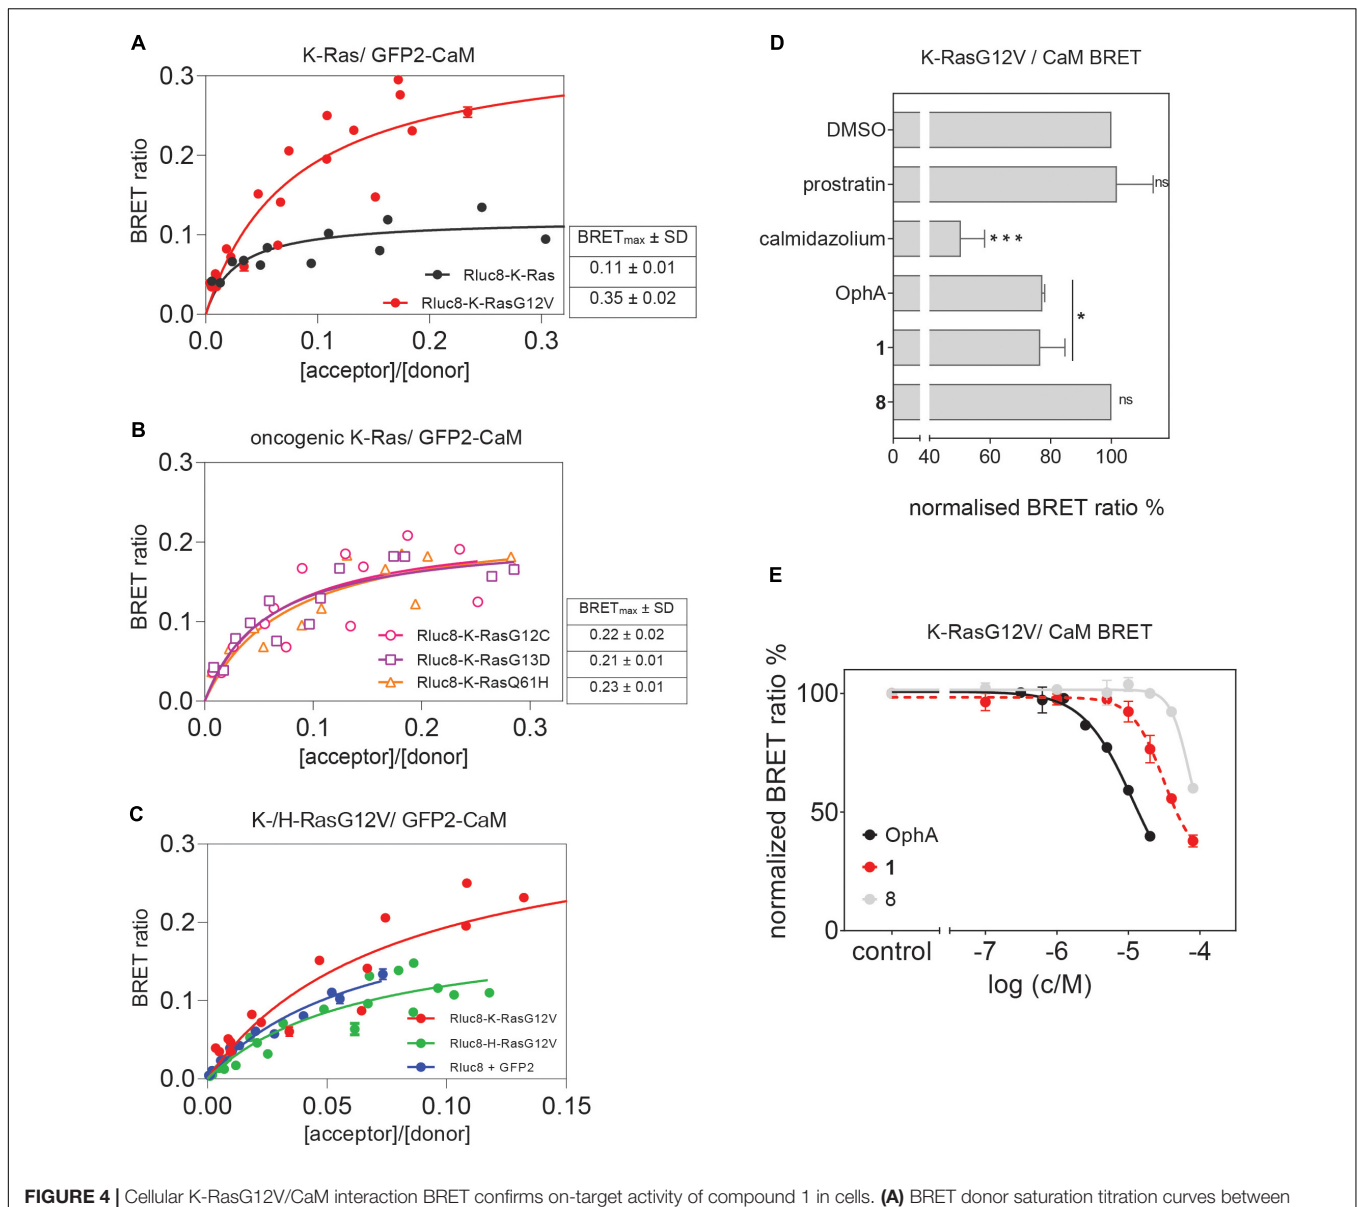 A
K-Ras/ GFP2-CaM
BRET ratio
0.3
0.2
0.1
0.0
0.0 0.1 0.2 0.3
[acceptor]/[donor]
Rluc8-K-Ras
Rluc8-K-RasG12V
BRETmax ± SD
0.11 ± 0.01
0.35 ± 0.02
B
oncogenic K-Ras/ GFP2-CaM
BRET ratio
0.3
0.2
0.1
0.0
0.0 0.1 0.2 0.3
[acceptor]/[donor]
Rluc8-K-RasG12C
Rluc8-K-RasG13D
Rluc8-K-RasQ61H
BRETmax ± SD
0.22 ± 0.02
0.21 ± 0.01
0.23 ± 0.01
C
K-/H-RasG12V/ GFP2-CaM
BRET ratio
0.3
0.2
0.1
0.0
0.00 0.05 0.10 0.15
[acceptor]/[donor]
Rluc8-K-RasG12V
Rluc8-H-RasG12V
Rluc8 + GFP2
D
K-RasG12V / CaM BRET
DMSO
prostratin ns
calmidazolium ***
OphA
*
1
8 ns
0 40 60 80 100
normalised BRET ratio %
E
K-RasG12V/ CaM BRET
normalized BRET ratio %
100
50
0
OphA
1
8
control -7 -6 -5 -4
log (c/M)
FIGURE 4 | Cellular K-RasG12V/CaM interaction BRET confirms on-target activity of compound 1 in cells. (A) BRET donor saturation titration curves between